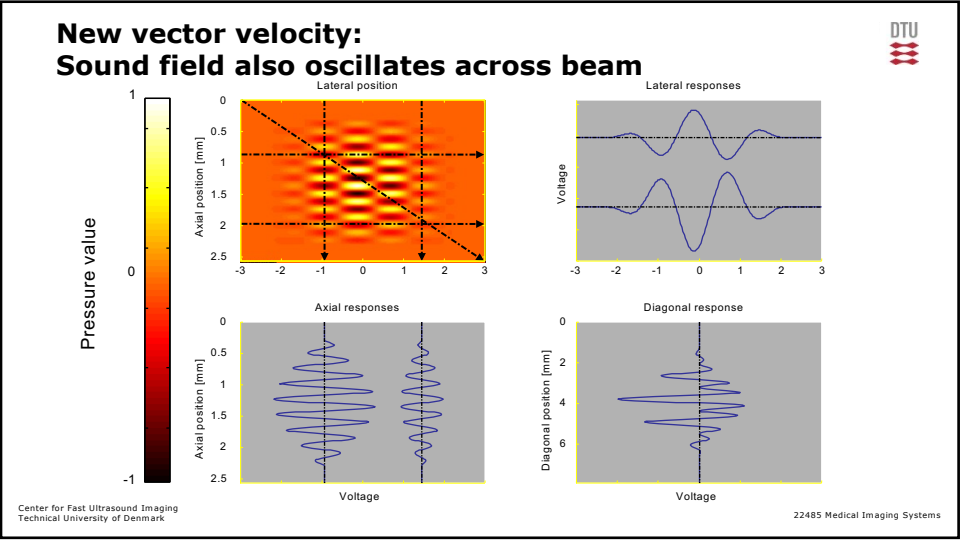 New vector velocity:
Sound field also oscillates across beam
DTU
Lateral position
1
0
-1
Pressure value
0
0.5
1
1.5
2
2.5
Axial position [mm]
-3 -2 -1 0 1 2 3
Lateral responses
Voltage
-3 -2 -1 0 1 2 3
Axial responses
0
0.5
1
1.5
2
2.5
Axial position [mm]
Voltage
Diagonal response
0
2
4
6
Diagonal position [mm]
Voltage
Center for Fast Ultrasound Imaging
Technical University of Denmark
22485 Medical Imaging Systems